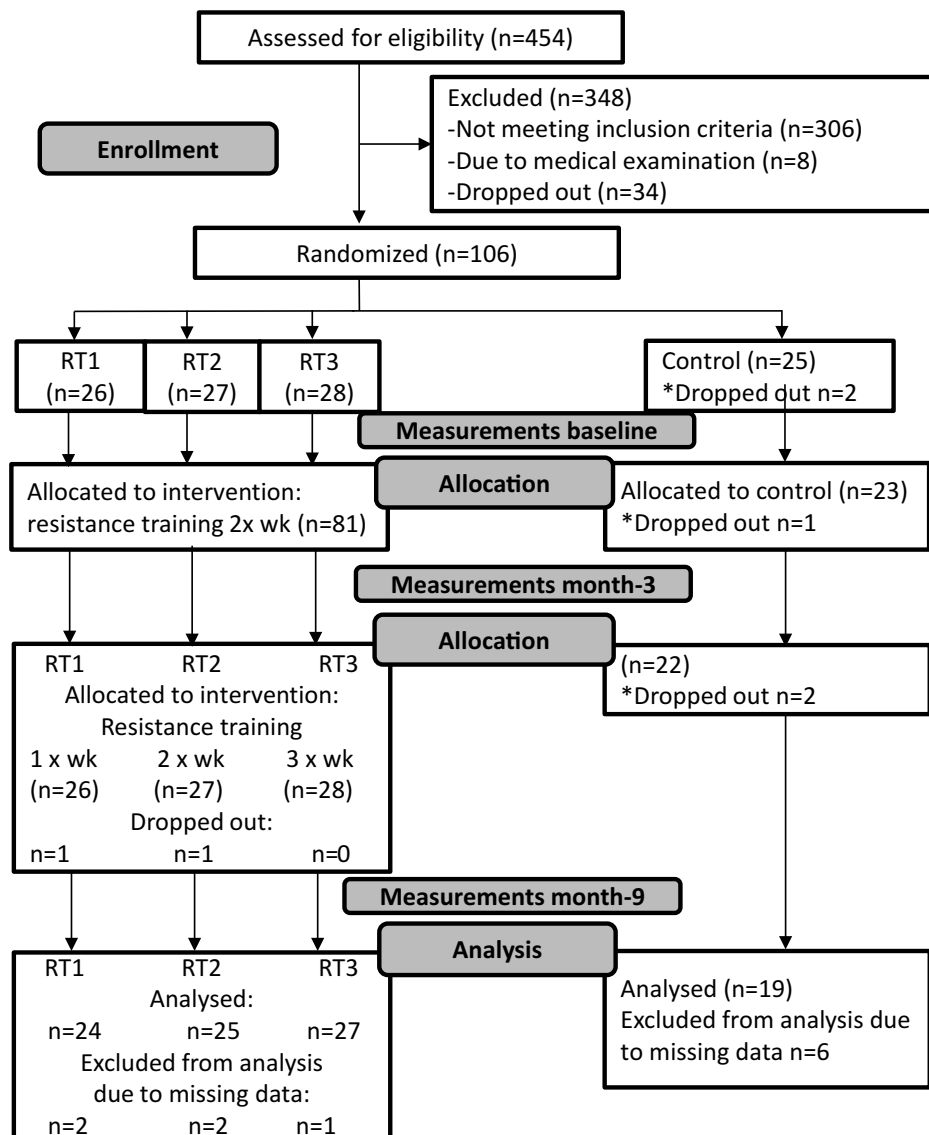 Assessed for eligibility (n=454)
Excluded (n=348)
-Not meeting inclusion criteria (n=306)
-Due to medical examination (n=8)
-Dropped out (n=34)
Enrollment
Randomized (n=106)
RT1
(n=26)
RT2
(n=27)
RT3
(n=28)
Control (n=25)
*Dropped out n=2
Measurements baseline
Allocation
Allocated to intervention:
resistance training 2x wk (n=81)
Allocated to control (n=23)
*Dropped out n=1
Measurements month-3
Allocation
RT1 RT2 RT3
Allocated to intervention:
Resistance training
1 x wk 2 x wk 3 x wk
(n=26) (n=27) (n=28)
Dropped out:
n=1 n=1 n=0
(n=22)
*Dropped out n=2
Measurements month-9
Analysis
RT1 RT2 RT3
Analysed:
n=24 n=25 n=27
Excluded from analysis
due to missing data:
n=2 n=2 n=1
Analysed (n=19)
Excluded from analysis due
to missing data n=6